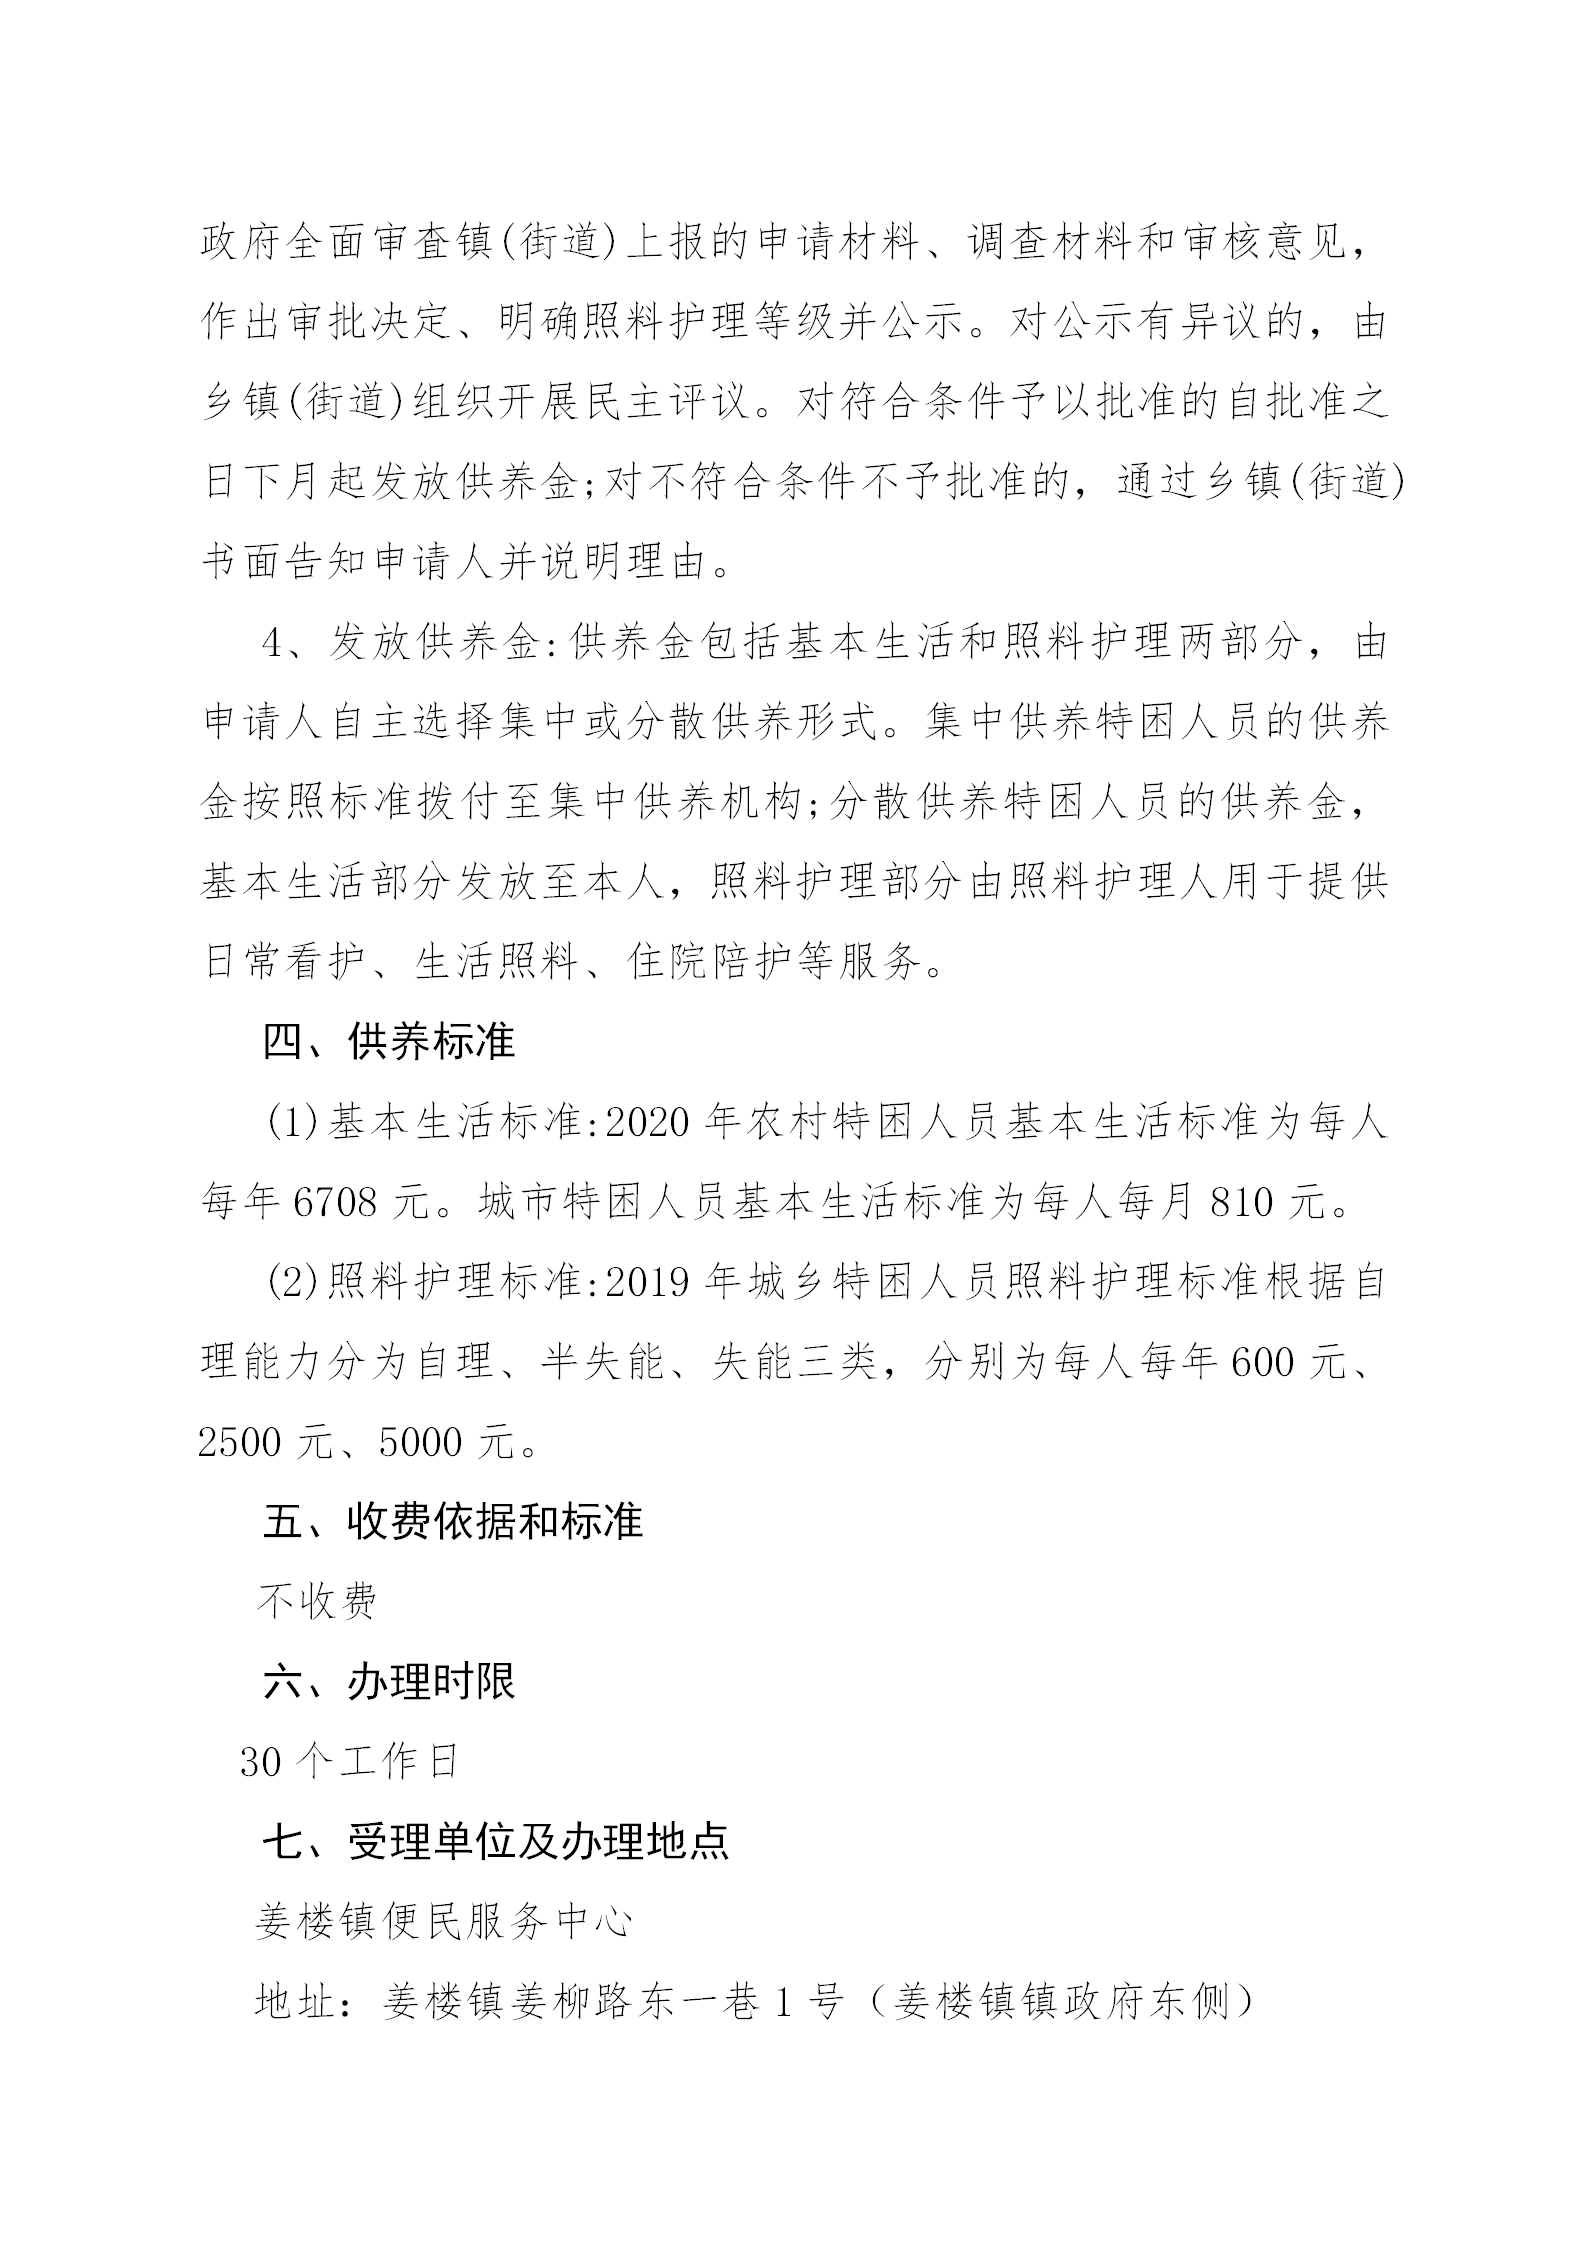 政府全面审查镇(街道)上报的申请材料、调查材料和审核意见，
作出审批决定、明确照料护理等级并公示。对公示有异议的，由
乡镇(街道)组织开展民主评议。对符合条件予以批准的自批准之
日下月起发放供养金;对不符合条件不予批准的，通过乡镇(街道)
书面告知申请人并说明理由。
4、发放供养金:供养金包括基本生活和照料护理两部分，由
申请人自主选择集中或分散供养形式。集中供养特困人员的供养
金按照标准拨付至集中供养机构;分散供养特困人员的供养金，
基本生活部分发放至本人，照料护理部分由照料护理人用于提供
日常看护、生活照料、住院陪护等服务。
四、供养标准
(1)基本生活标准:2020 年农村特困人员基本生活标准为每人
每年 6708 元。城市特困人员基本生活标准为每人每月 810 元。
(2)照料护理标准:2019 年城乡特困人员照料护理标准根据自
理能力分为自理、半失能、失能三类，分别为每人每年 600 元、
2500 元、5000 元。
五、收费依据和标准
不收费
六、办理时限
30 个工作日
七、受理单位及办理地点
姜楼镇便民服务中心
地址：姜楼镇姜柳路东一巷 1 号（姜楼镇镇政府东侧）